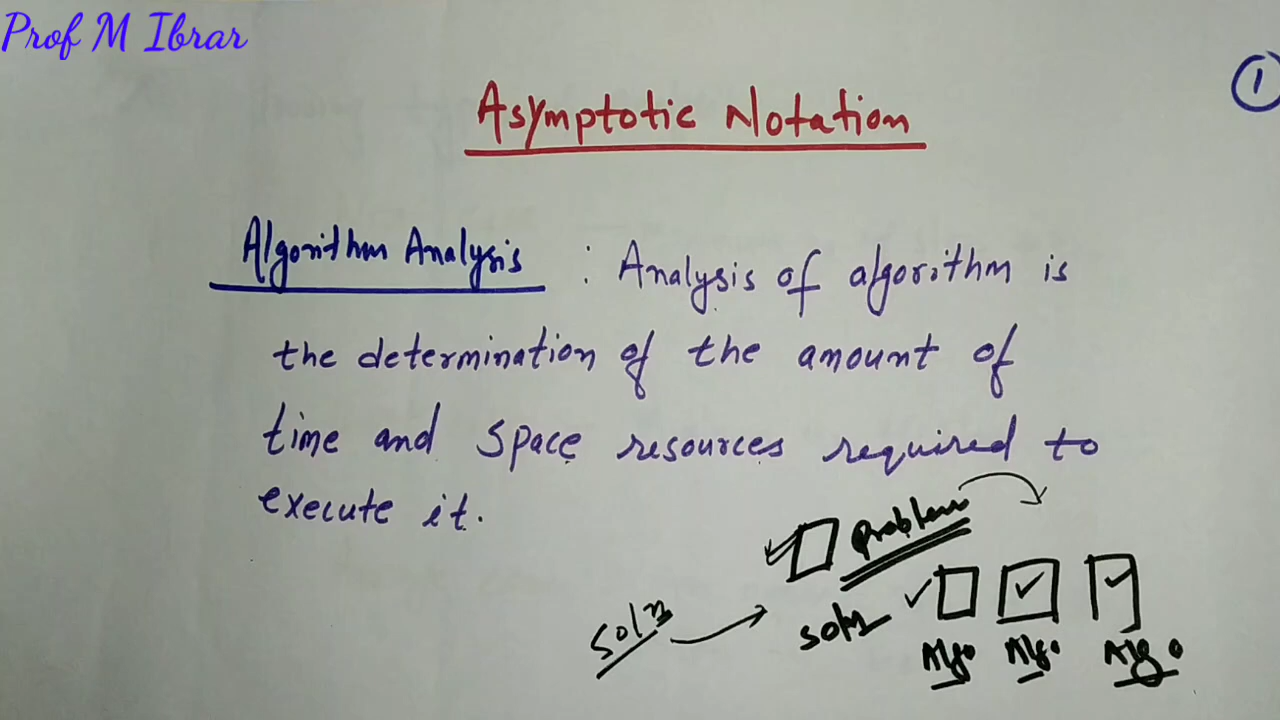 Prof M Ibrar
1
Asymptotic Notation
Algorithm Analysis : Analysis of algorithm is
the determination of the amount of
time and space resources required to
execute it.
problem
soln
soln
Algo Algo Algo